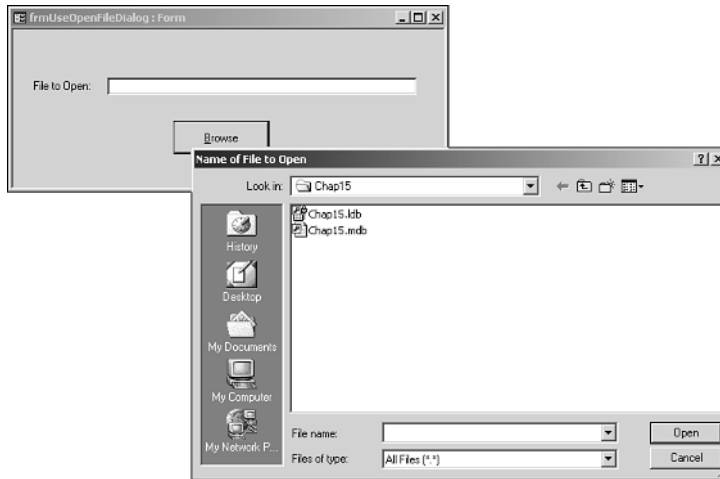 frmUseOpenFileDialog : Form
File to Open:
Browse
Name of File to Open
Look in:
Chap15
Chap15.ldb
Chap15.mdb
History
Desktop
My Documents
My Computer
My Network P...
File name:
Open
Files of type:
All Files (*.*)
Cancel